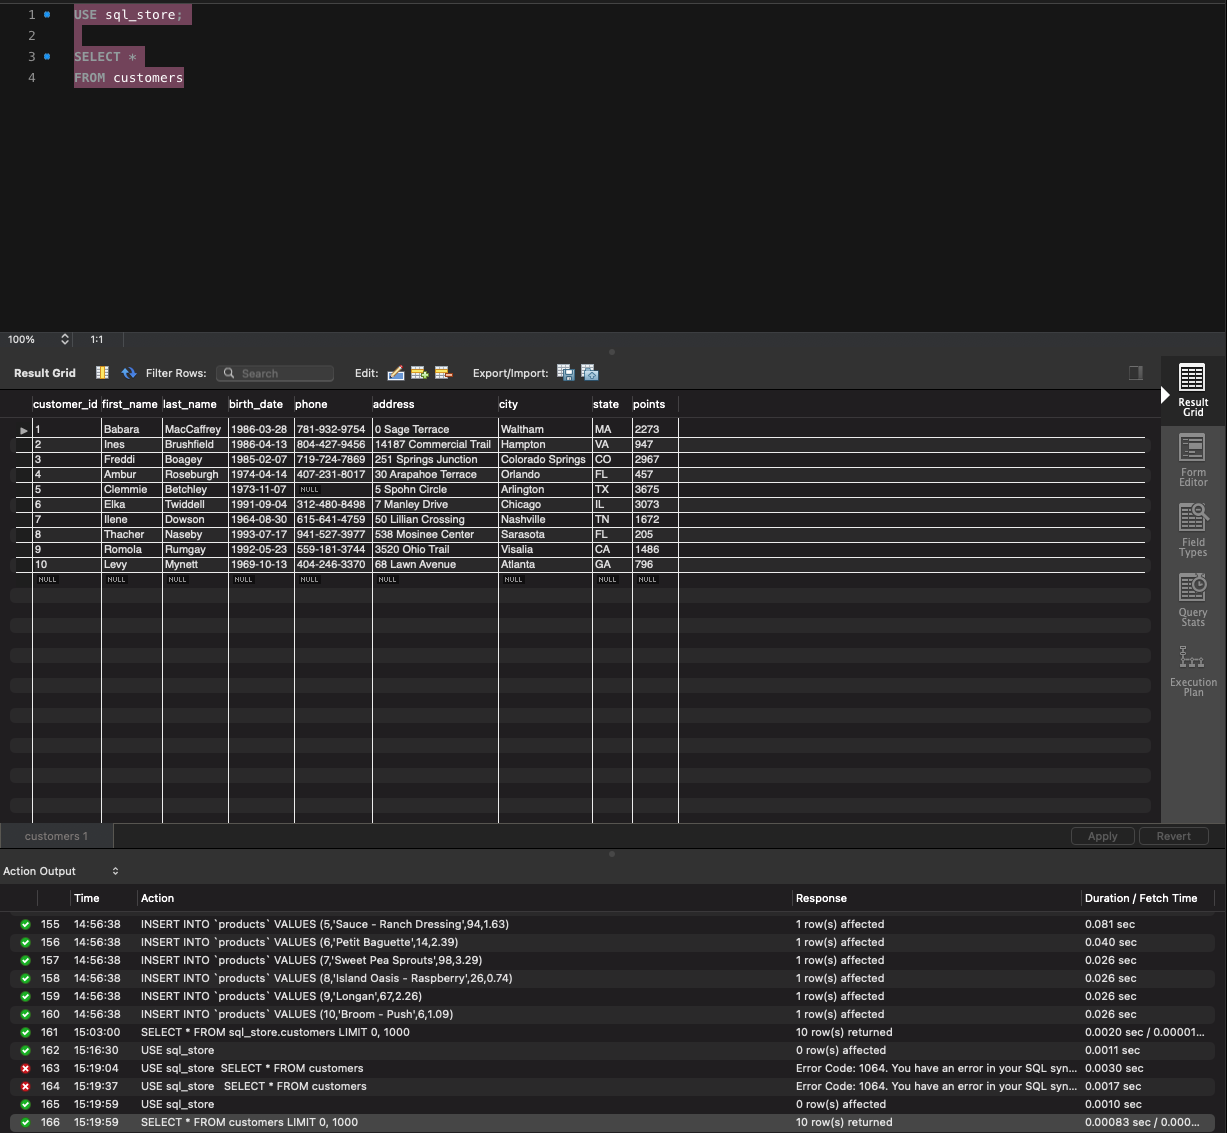 1 USE sql_store;
2
3 SELECT *
4 FROM customers
100% 1:1
Result Grid Filter Rows: Search Edit: Export/Import:
customer_id first_name last_name birth_date phone address city state points
1 Babara MacCaffrey 1986-03-28 781-932-9754 0 Sage Terrace Waltham MA 2273
2 Ines Brushfield 1986-04-13 804-427-9456 14187 Commercial Trail Hampton VA 947
3 Freddi Boagey 1985-02-07 719-724-7869 251 Springs Junction Colorado Springs CO 2967
4 Ambur Roseburgh 1974-04-14 407-231-8017 30 Arapahoe Terrace Orlando FL 457
5 Clemmie Betchley 1973-11-07 NULL 5 Spohn Circle Arlington TX 3675
6 Elka Twiddell 1991-09-04 312-480-8498 7 Manley Drive Chicago IL 3073
7 Ilene Dowson 1964-08-30 615-641-4759 50 Lillian Crossing Nashville TN 1672
8 Thacher Naseby 1993-07-17 941-527-3977 538 Mosinee Center Sarasota FL 205
9 Romola Rumgay 1992-05-23 559-181-3744 3520 Ohio Trail Visalia CA 1486
10 Levy Mynett 1969-10-13 404-246-3370 68 Lawn Avenue Atlanta GA 796
NULL NULL NULL NULL NULL NULL NULL NULL NULL
Result
Grid
Form
Editor
Field
Types
Query
Stats
Execution
Plan
customers 1 Apply Revert
Action Output
Time Action Response Duration / Fetch Time
155 14:56:38 INSERT INTO `products` VALUES (5,'Sauce - Ranch Dressing',94,1.63) 1 row(s) affected 0.081 sec
156 14:56:38 INSERT INTO `products` VALUES (6,'Petit Baguette',14,2.39) 1 row(s) affected 0.040 sec
157 14:56:38 INSERT INTO `products` VALUES (7,'Sweet Pea Sprouts',98,3.29) 1 row(s) affected 0.026 sec
158 14:56:38 INSERT INTO `products` VALUES (8,'Island Oasis - Raspberry',26,0.74) 1 row(s) affected 0.026 sec
159 14:56:38 INSERT INTO `products` VALUES (9,'Longan',67,2.26) 1 row(s) affected 0.026 sec
160 14:56:38 INSERT INTO `products` VALUES (10,'Broom - Push',6,1.09) 1 row(s) affected 0.026 sec
161 15:03:00 SELECT * FROM sql_store.customers LIMIT 0, 1000 10 row(s) returned 0.0020 sec / 0.00001...
162 15:16:30 USE sql_store 0 row(s) affected 0.0011 sec
163 15:19:04 USE sql_store SELECT * FROM customers Error Code: 1064. You have an error in your SQL syn... 0.0030 sec
164 15:19:37 USE sql_store SELECT * FROM customers Error Code: 1064. You have an error in your SQL syn... 0.0017 sec
165 15:19:59 USE sql_store 0 row(s) affected 0.0010 sec
166 15:19:59 SELECT * FROM customers LIMIT 0, 1000 10 row(s) returned 0.00083 sec / 0.000...